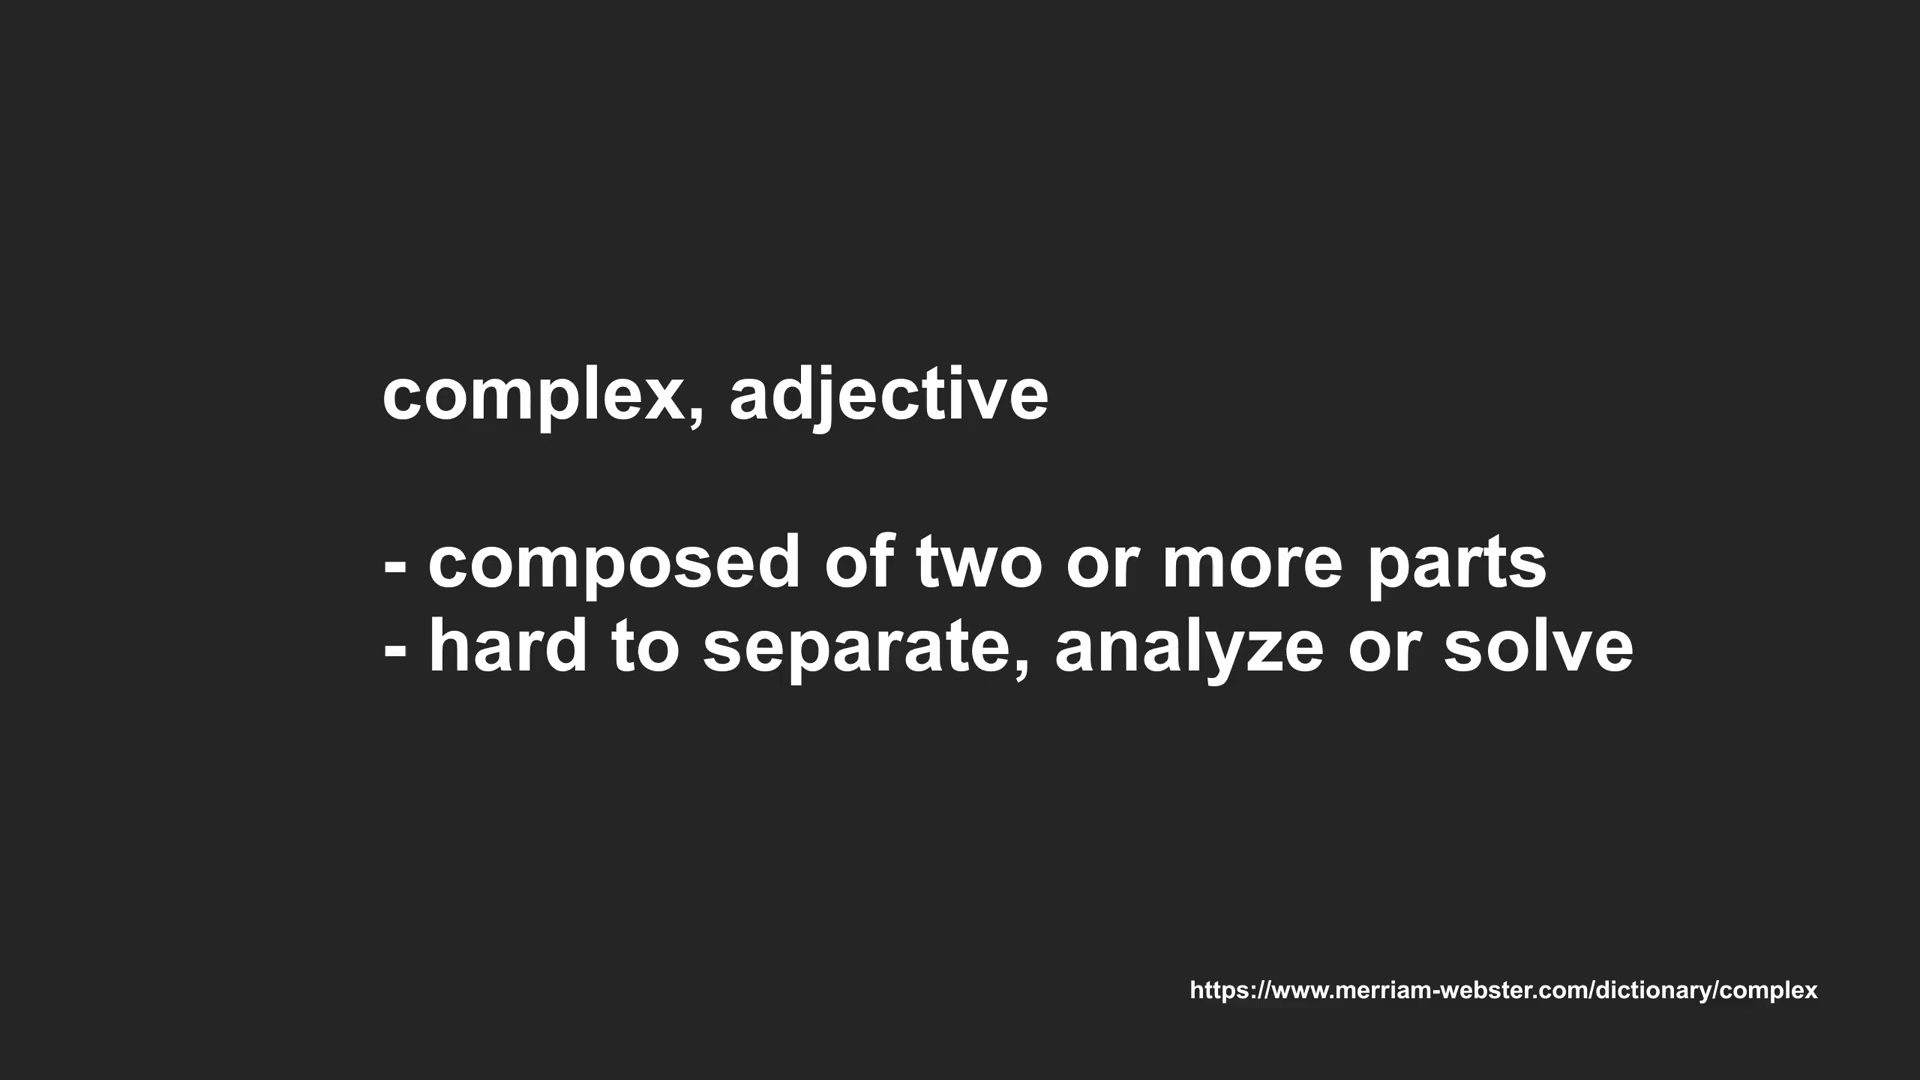 complex, adjective
- composed of two or more parts
- hard to separate, analyze or solve
https://www.merriam-webster.com/dictionary/complex